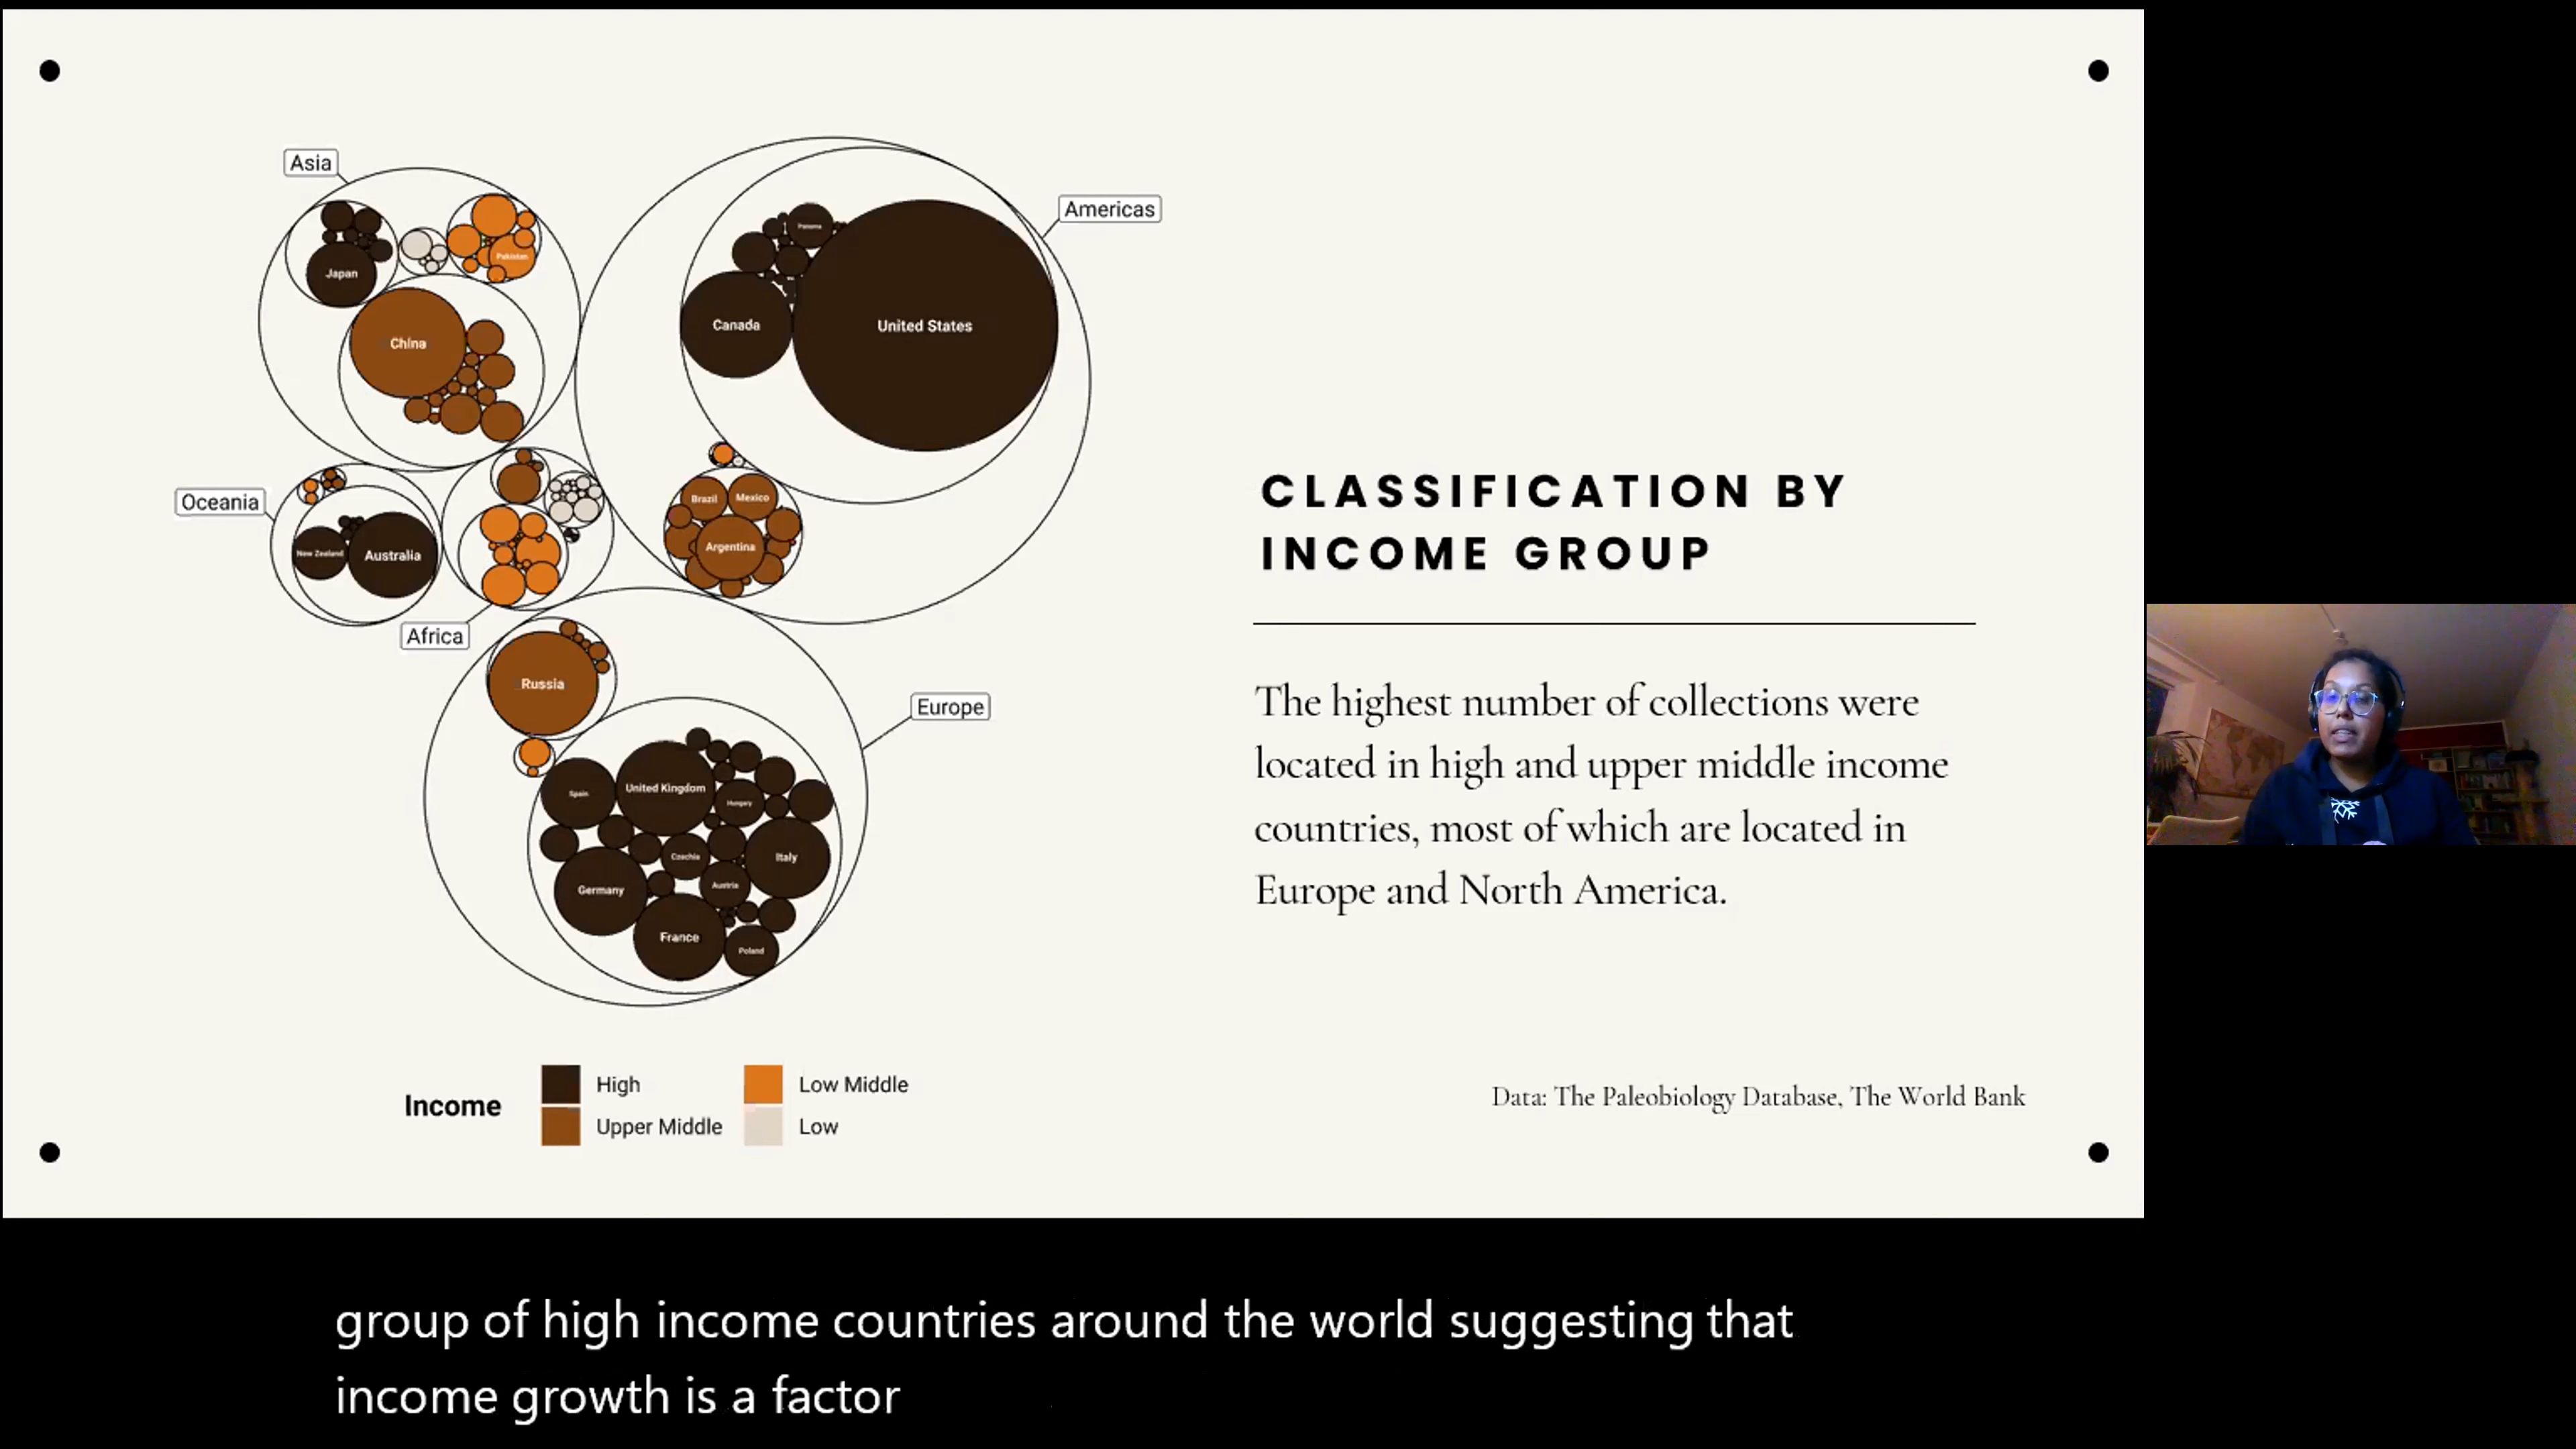 Asia
Americas
Japan
Pakistan
Panama
China
Canada
United States
Oceania
New Zealand
Australia
Brazil
Mexico
Argentina
Africa
Russia
Europe
Spain
United Kingdom
Hungary
Czechia
Italy
Germany
Austria
France
Poland
Income
High
Low Middle
Upper Middle
Low
CLASSIFICATION BY
INCOME GROUP
The highest number of collections were
located in high and upper middle income
countries, most of which are located in
Europe and North America.
Data: The Paleobiology Database, The World Bank
group of high income countries around the world suggesting that
income growth is a factor